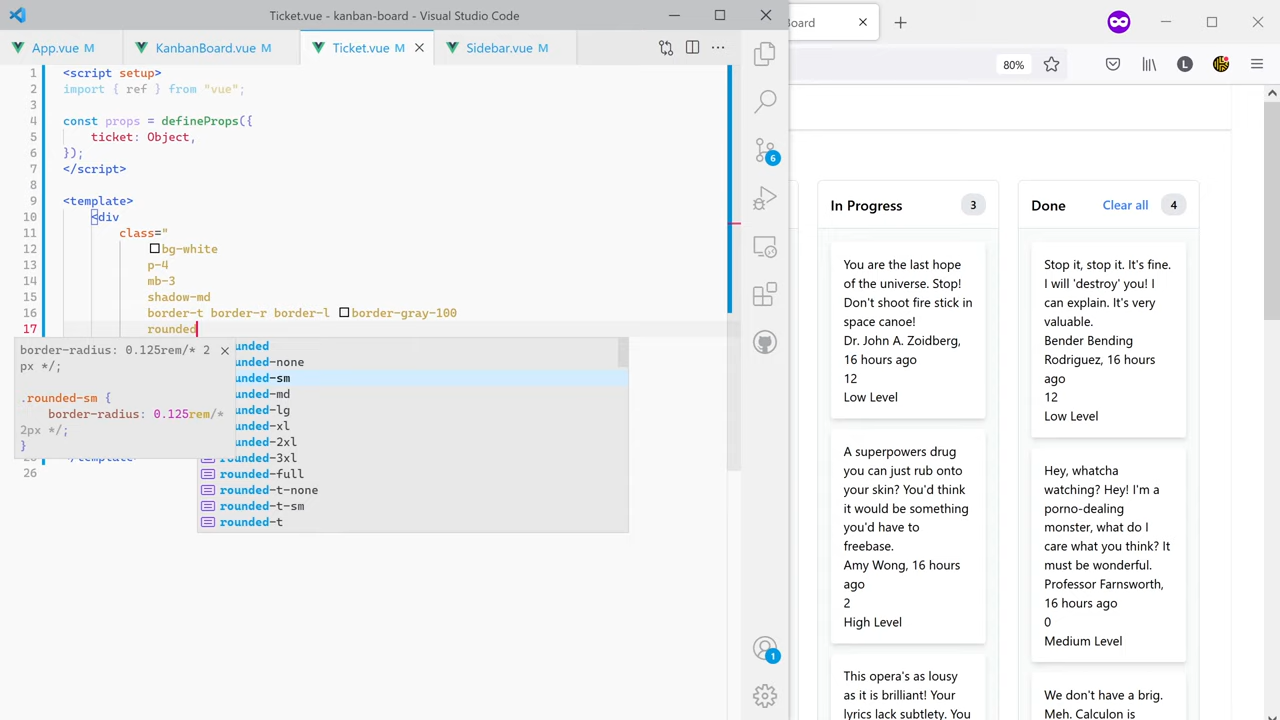 Ticket.vue - kanban-board - Visual Studio Code
App.vue M
KanbanBoard.vue M
Ticket.vue M
Sidebar.vue M
1 <script setup>
2 import { ref } from "vue";
3
4 const props = defineProps({
5 ticket: Object,
6 });
7 </script>
8
9 <template>
10 <div
11 class="
12 bg-white
13 p-4
14 mb-3
15 shadow-md
16 border-t border-r border-l border-gray-100
17 rounded
border-radius: 0.125rem/* 2
px */;
.rounded-sm {
border-radius: 0.125rem/*
2px */;
}
unded
unded-none
unded-sm
unded-md
unded-lg
unded-xl
unded-2xl
unded-3xl
rounded-full
rounded-t-none
rounded-t-sm
rounded-t
26
6
1
oard
80%
L
In Progress 3
You are the last hope
of the universe. Stop!
Don't shoot fire stick in
space canoe!
Dr. John A. Zoidberg,
16 hours ago
12
Low Level
A superpowers drug
you can just rub onto
your skin? You'd think
it would be something
you'd have to
freebase.
Amy Wong, 16 hours
ago
2
High Level
This opera's as lousy
as it is brilliant! Your
lyrics lack subtlety. You
Done Clear all 4
Stop it, stop it. It's fine.
I will 'destroy' you! I
can explain. It's very
valuable.
Bender Bending
Rodriguez, 16 hours
ago
12
Low Level
Hey, whatcha
watching? Hey! I'm a
porno-dealing
monster, what do I
care what you think? It
must be wonderful.
Professor Farnsworth,
16 hours ago
0
Medium Level
We don't have a brig.
Meh. Calculon is